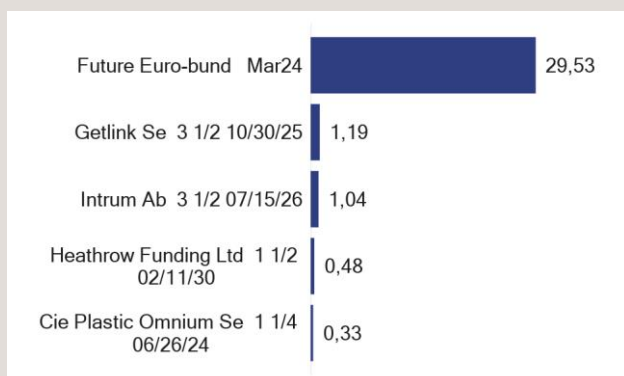 Future Euro-bund Mar24 29,53
Getlink Se 3 1/2 10/30/25 1,19
Intrum Ab 3 1/2 07/15/26 1,04
Heathrow Funding Ltd 1 1/2
02/11/30 0,48
Cie Plastic Omnium Se 1 1/4
06/26/24 0,33